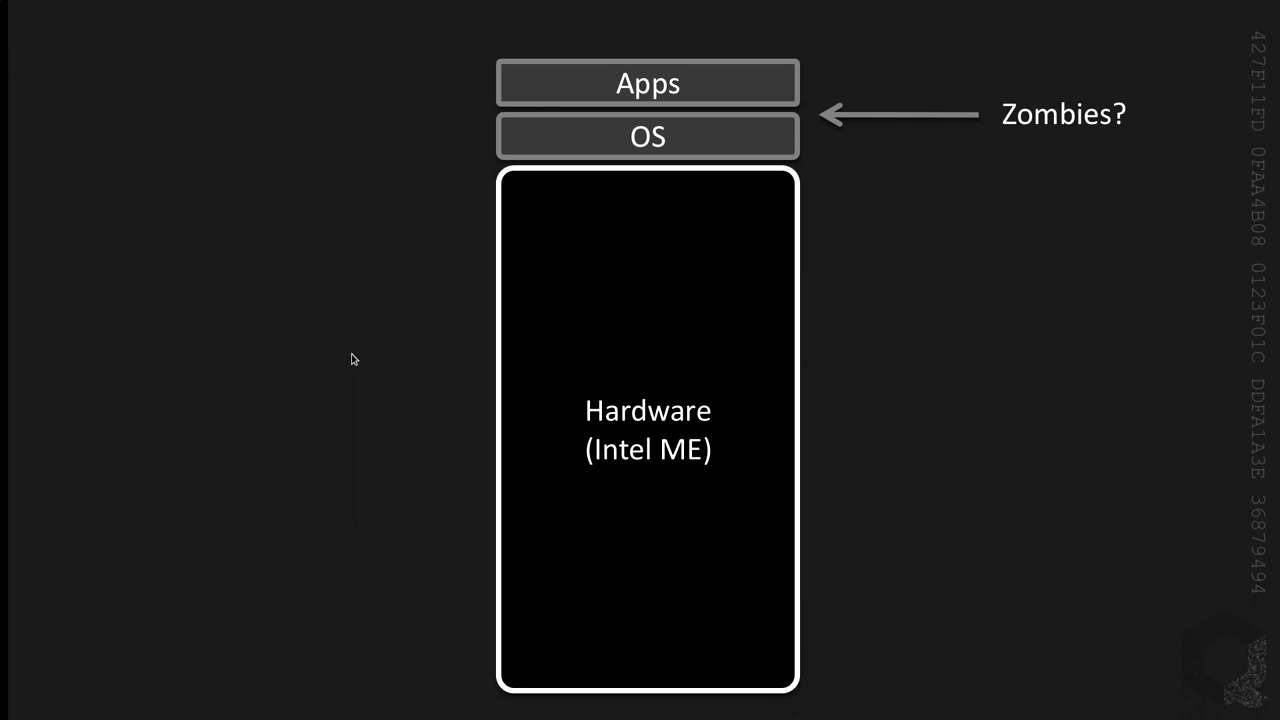 Apps
OS
Zombies?
Hardware
(Intel ME)
427F11FD 0FAA4B08 0123F01C DDFA1A3E 36879494